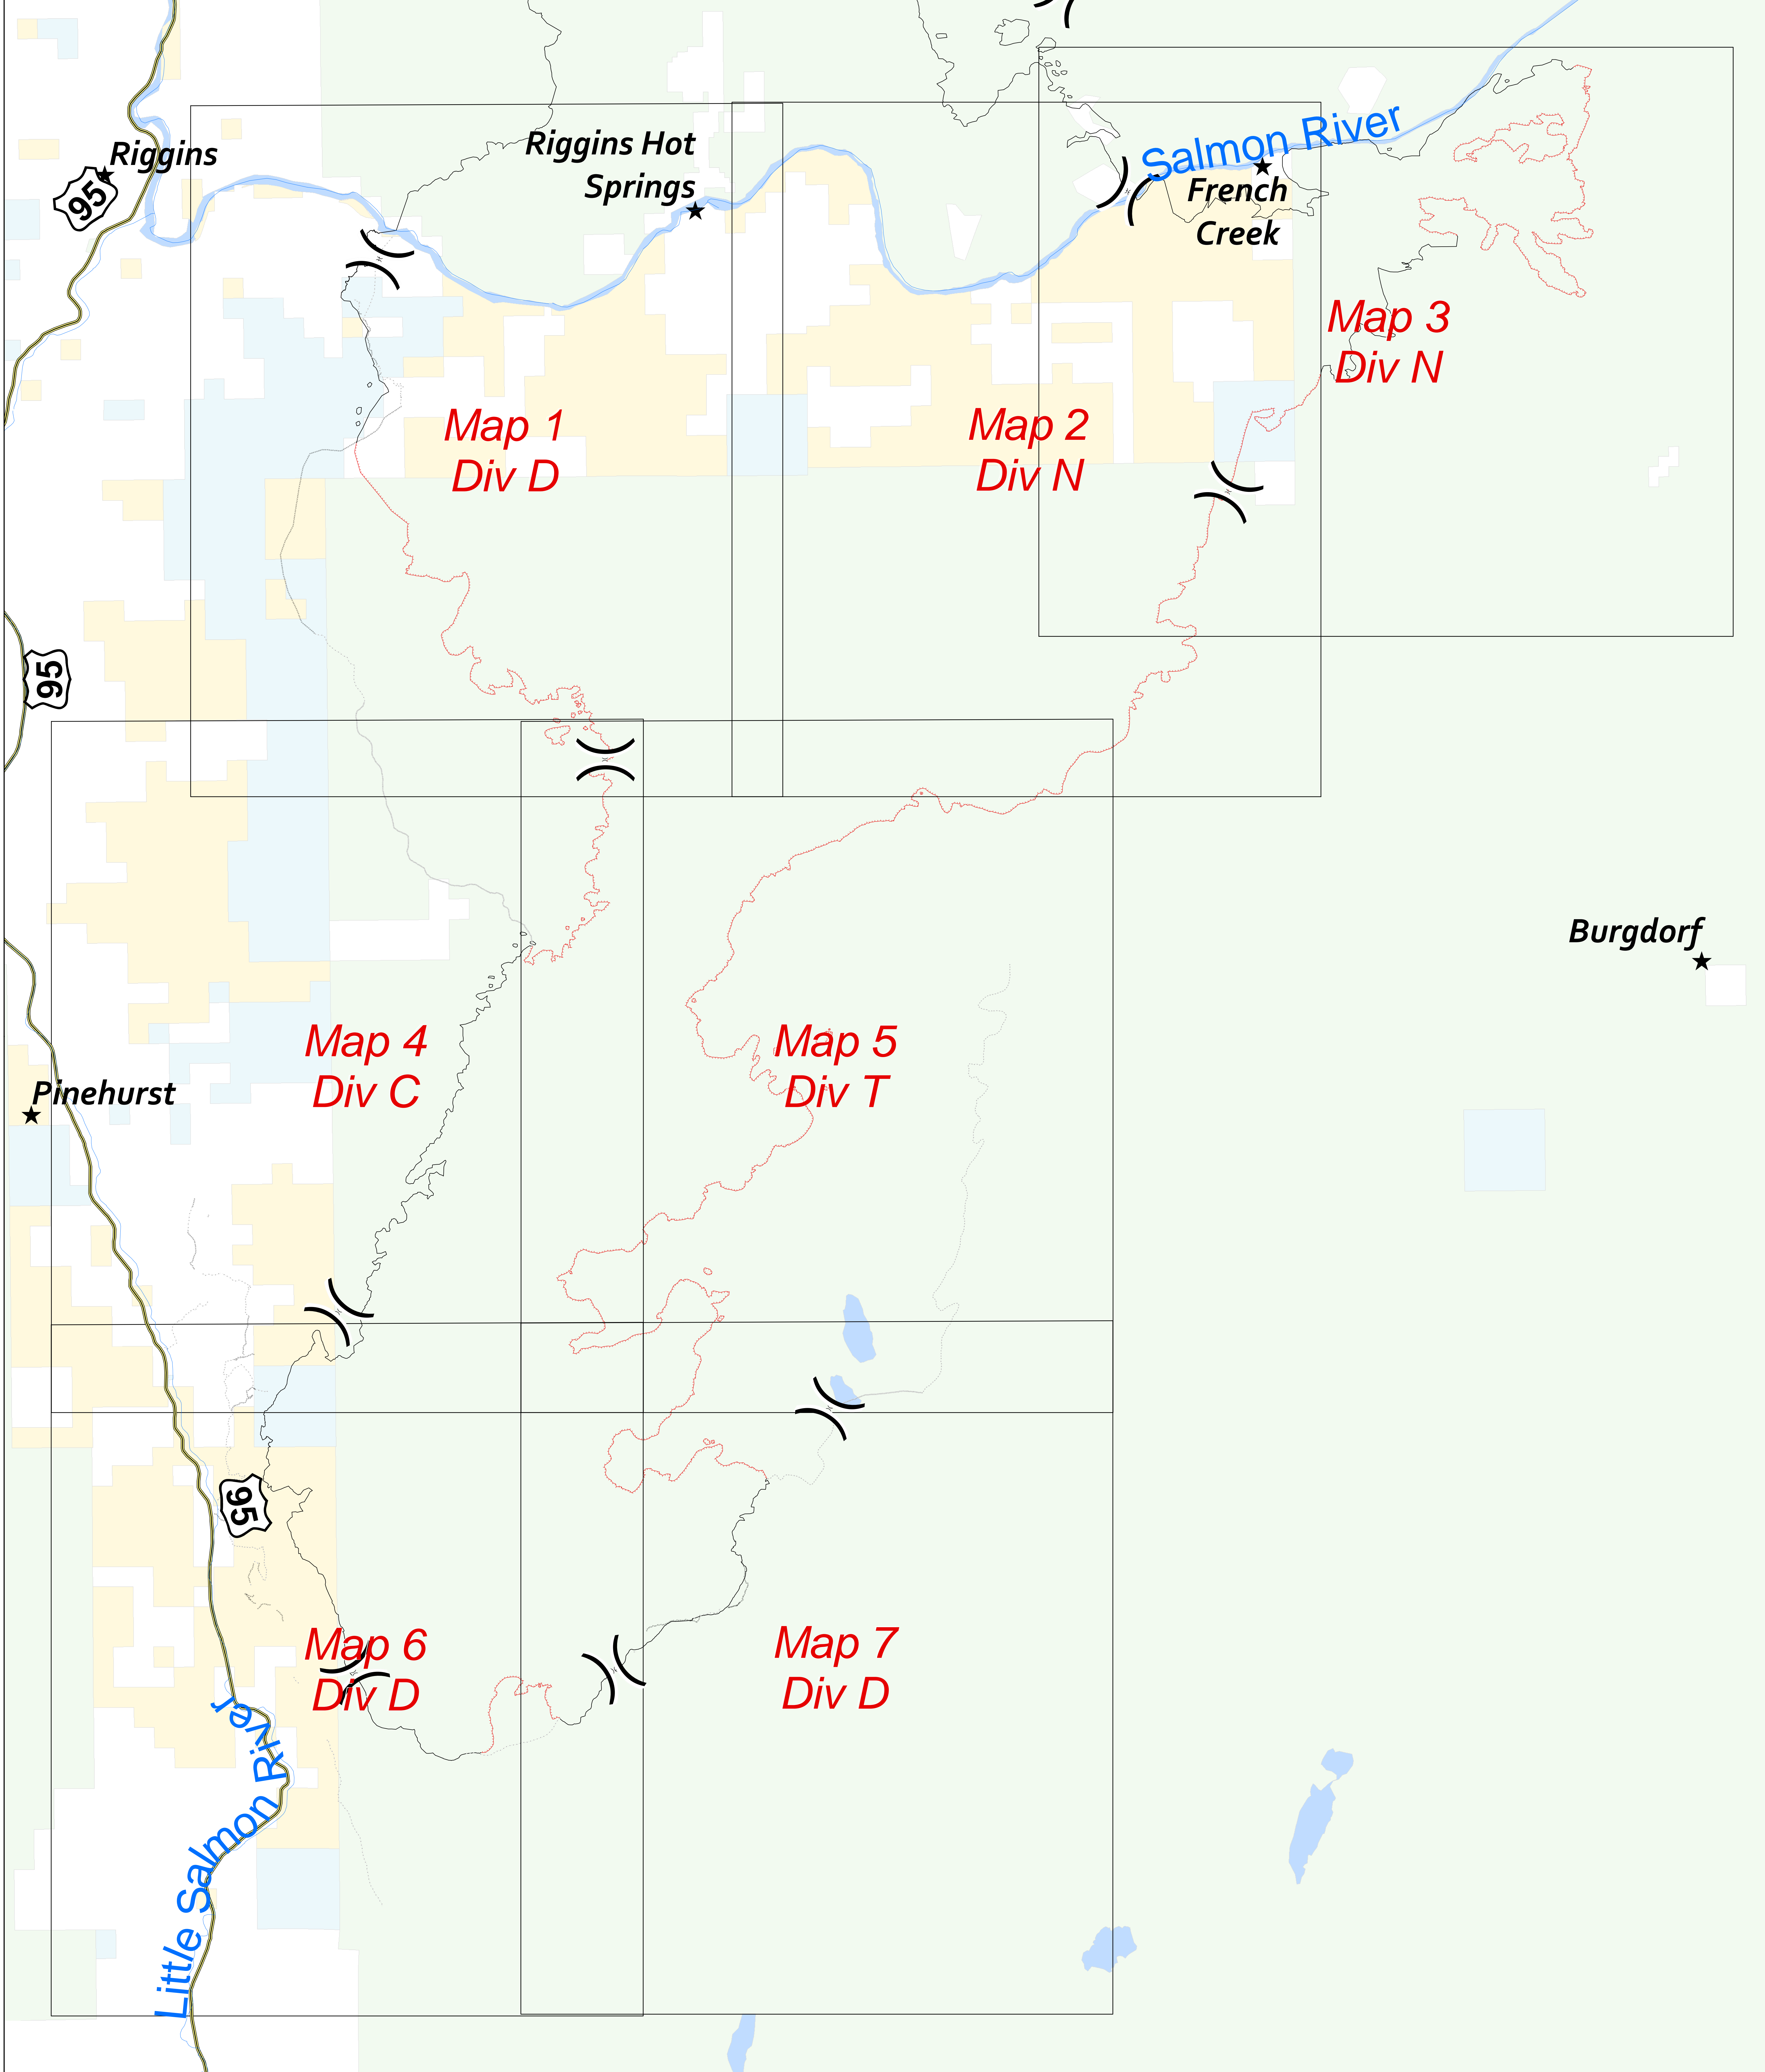 Riggins
95
Riggins Hot
Springs
Salmon River
French
Creek
Map 3
Div N
Map 1
Div D
Map 2
Div N
95
Burgdorf
Map 4
Div C
Map 5
Div T
Pinehurst
95
Map 6
Div D
Map 7
Div D
Little Salmon River